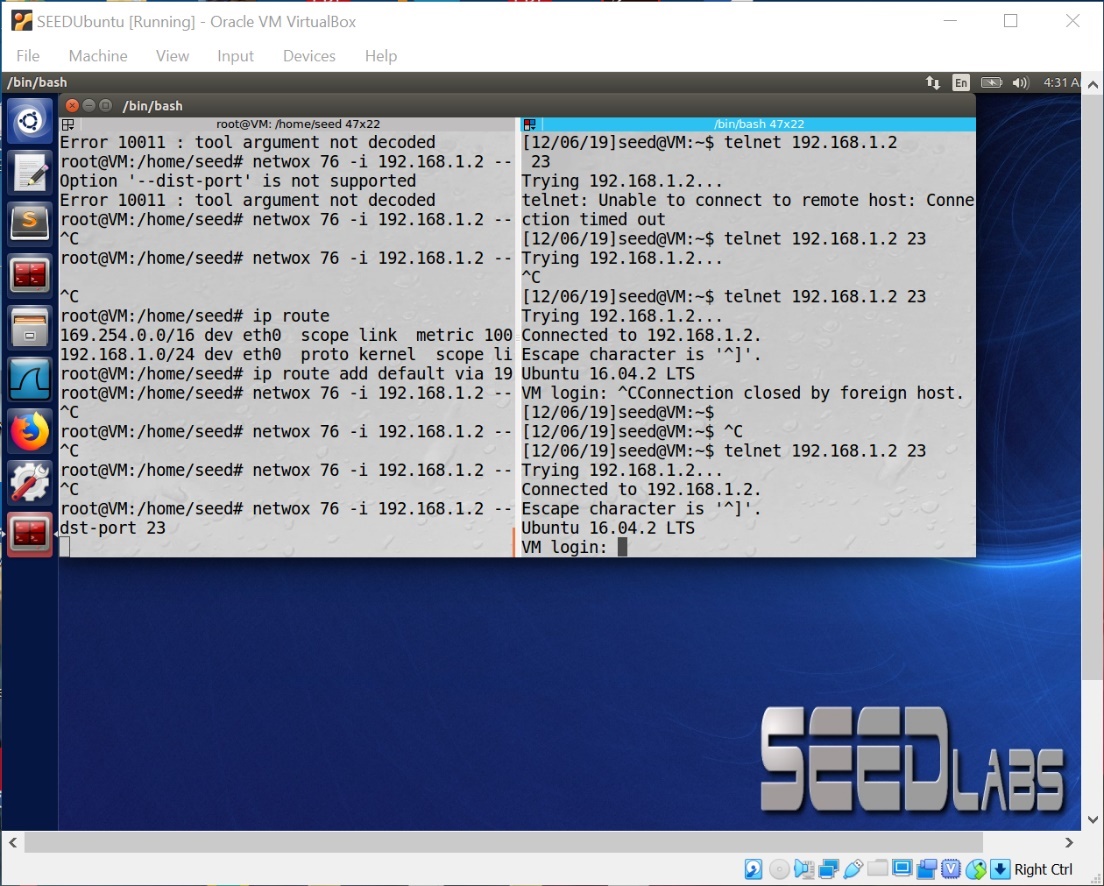 SEEDUbuntu [Running] - Oracle VM VirtualBox
File Machine View Input Devices Help
/bin/bash
En
4:31 A
/bin/bash
root@VM: /home/seed 47x22
Error 10011 : tool argument not decoded
root@VM:/home/seed# netwox 76 -i 192.168.1.2 --
Option '--dist-port' is not supported
Error 10011 : tool argument not decoded
root@VM:/home/seed# netwox 76 -i 192.168.1.2 --
^C
root@VM:/home/seed# netwox 76 -i 192.168.1.2 --
^C
root@VM:/home/seed# ip route
169.254.0.0/16 dev eth0  scope link  metric 100
192.168.1.0/24 dev eth0  proto kernel  scope li
root@VM:/home/seed# ip route add default via 19
root@VM:/home/seed# netwox 76 -i 192.168.1.2 --
^C
root@VM:/home/seed# netwox 76 -i 192.168.1.2 --
^C
root@VM:/home/seed# netwox 76 -i 192.168.1.2 --
^C
root@VM:/home/seed# netwox 76 -i 192.168.1.2 --
dst-port 23
/bin/bash 47x22
[12/06/19]seed@VM:~$ telnet 192.168.1.2
 23
Trying 192.168.1.2...
telnet: Unable to connect to remote host: Conne
ction timed out
[12/06/19]seed@VM:~$ telnet 192.168.1.2 23
Trying 192.168.1.2...
^C
[12/06/19]seed@VM:~$ telnet 192.168.1.2 23
Trying 192.168.1.2...
Connected to 192.168.1.2.
Escape character is '^]'.
Ubuntu 16.04.2 LTS
VM login: ^CConnection closed by foreign host.
[12/06/19]seed@VM:~$
[12/06/19]seed@VM:~$ ^C
[12/06/19]seed@VM:~$ telnet 192.168.1.2 23
Trying 192.168.1.2...
Connected to 192.168.1.2.
Escape character is '^]'.
Ubuntu 16.04.2 LTS
VM login:
SEEDLABS
Right Ctrl